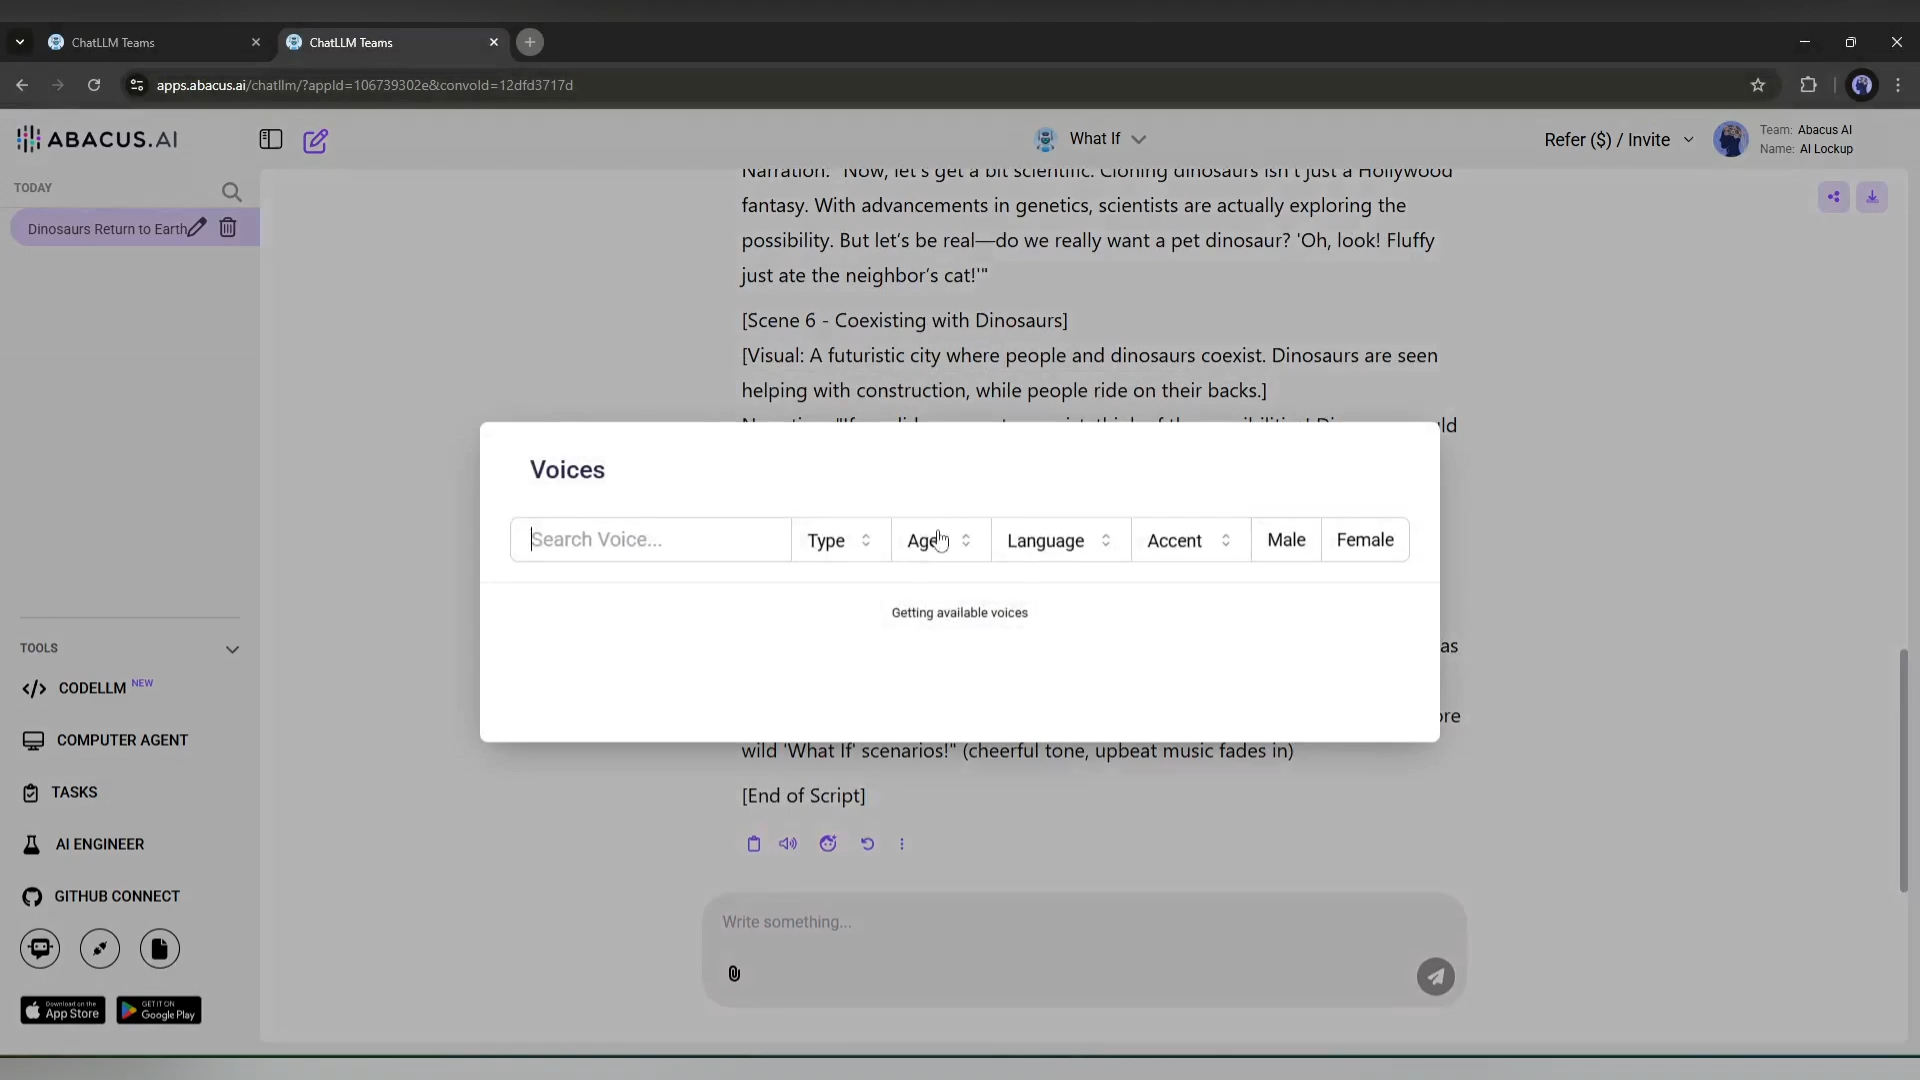 ChatLLM Teams
ChatLLM Teams
apps.abacus.ai/chatllm/?appId=106739302e&convoId=12dfd3717d
ABACUS.AI
What If
Refer ($) / Invite
Team: Abacus AI
Name: AI Lockup
TODAY
Dinosaurs Return to Earth
Narration: "Now, let's get a bit scientific. Cloning dinosaurs isn't just a Hollywood
fantasy. With advancements in genetics, scientists are actually exploring the
possibility. But let's be real—do we really want a pet dinosaur? 'Oh, look! Fluffy
just ate the neighbor's cat!'"
[Scene 6 - Coexisting with Dinosaurs]
[Visual: A futuristic city where people and dinosaurs coexist. Dinosaurs are seen
helping with construction, while people ride on their backs.]
Voices
Search Voice...
Type
Age
Language
Accent
Male
Female
Getting available voices
as
wild 'What If' scenarios!" (cheerful tone, upbeat music fades in)
[End of Script]
Write something...
TOOLS
CODELLM NEW
COMPUTER AGENT
TASKS
AI ENGINEER
GITHUB CONNECT
Download on the
App Store
GET IT ON
Google Play